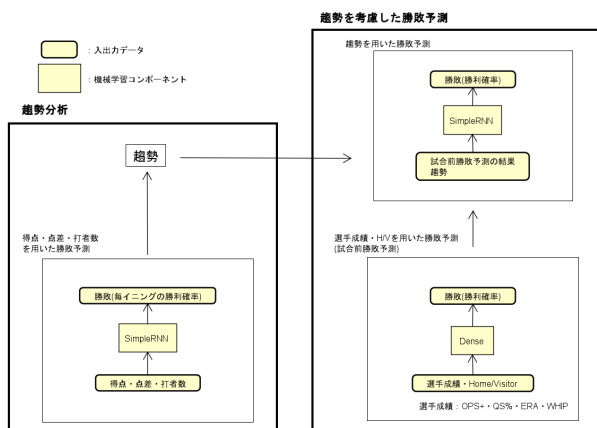 趨勢を考慮した勝敗予測
：入出力データ
：機械学習コンポーネント
趨勢分析
趨勢
得点・点差・打者数
を用いた勝敗予測
勝敗(毎イニングの勝利確率)
SimpleRNN
得点・点差・打者数
趨勢を用いた勝敗予測
勝敗(勝利確率)
SimpleRNN
試合前勝敗予測の結果
趨勢
選手成績・H/Vを用いた勝敗予測
(試合前勝敗予測)
勝敗(勝利確率)
Dense
選手成績・Home/Visitor
選手成績：OPS+・QS%・ERA・WHIP